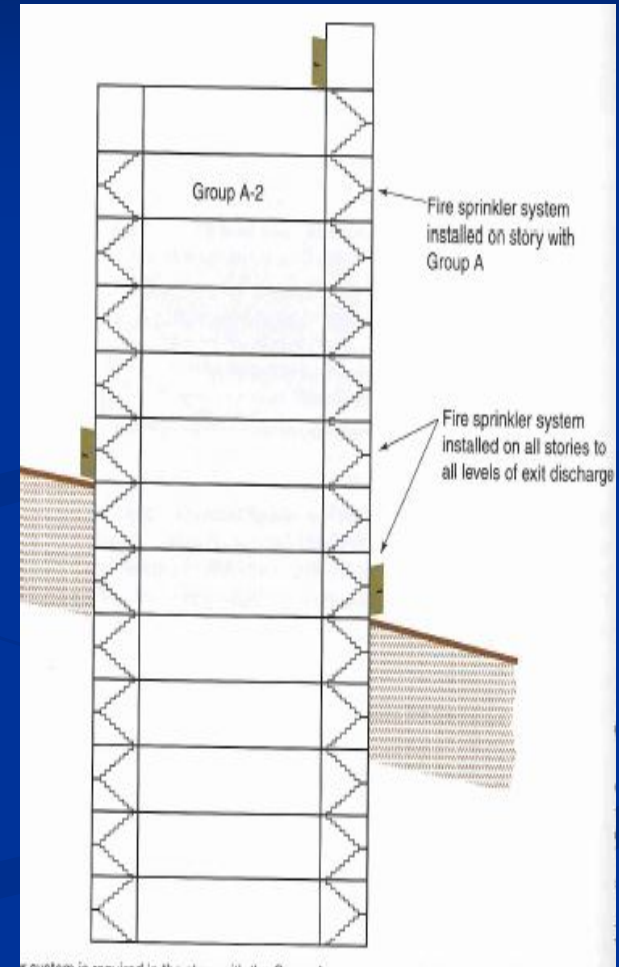 Group A-2
Fire sprinkler system
installed on story with
Group A
Fire sprinkler system
installed on all stories to
all levels of exit discharge
system is required in the story with the